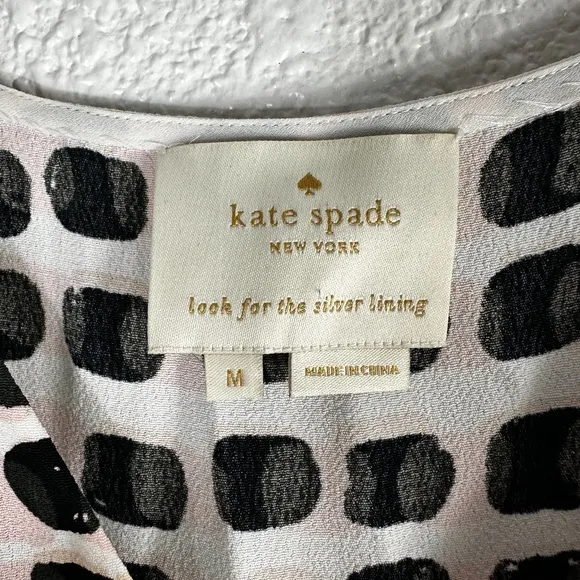 kate spade
NEW YORK
look for the silver lining
M
MADE IN CHINA